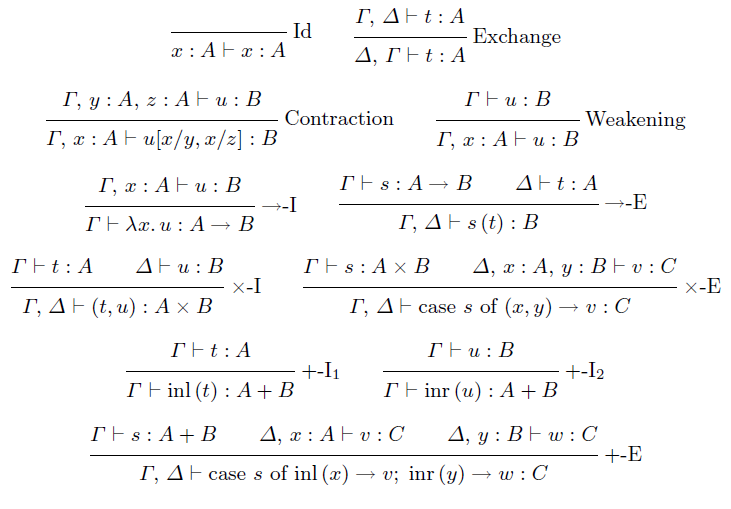 x : A ⊢ x : A Id
Γ, Δ ⊢ t : A
Δ, Γ ⊢ t : A Exchange
Γ, y : A, z : A ⊢ u : B
Γ, x : A ⊢ u[x/y, x/z] : B Contraction
Γ ⊢ u : B
Γ, x : A ⊢ u : B Weakening
Γ, x : A ⊢ u : B
Γ ⊢ λx. u : A → B →-I
Γ ⊢ s : A → B Δ ⊢ t : A
Γ, Δ ⊢ s (t) : B →-E
Γ ⊢ t : A Δ ⊢ u : B
Γ, Δ ⊢ (t, u) : A × B ×-I
Γ ⊢ s : A × B Δ, x : A, y : B ⊢ v : C
Γ, Δ ⊢ case s of (x, y) → v : C ×-E
Γ ⊢ t : A
Γ ⊢ inl (t) : A + B +-I₁
Γ ⊢ u : B
Γ ⊢ inr (u) : A + B +-I₂
Γ ⊢ s : A + B Δ, x : A ⊢ v : C Δ, y : B ⊢ w : C
Γ, Δ ⊢ case s of inl (x) → v; inr (y) → w : C +-E